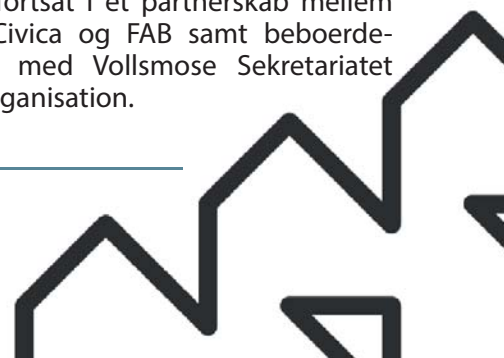 fortsat i et partnerskab mellem
Civica og FAB samt beboerde-
med Vollsmose Sekretariatet
ganisation.